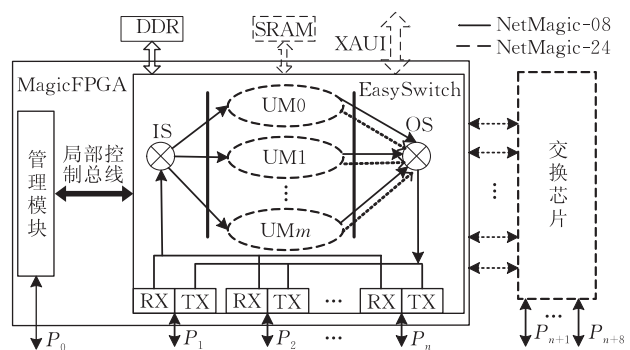 DDR
SRAM
XAUI
NetMagic-08
NetMagic-24
MagicFPGA
EasySwitch
UM0
IS
OS
UM1
管理模块
局部控
制总线
⋮
UMm
交换芯片
⋮
RX TX RX TX ... RX TX
P0 P1 P2 ... Pn
... Pn+1 Pn+8